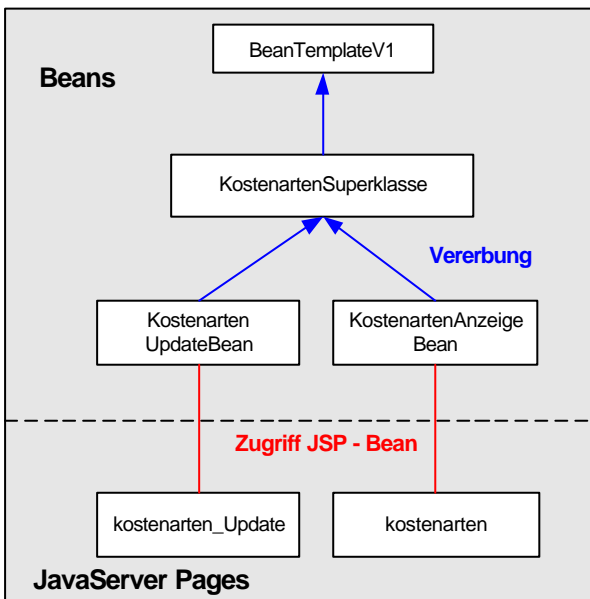 BeanTemplateV1
Beans
KostenartenSuperklasse
Vererbung
Kostenarten
UpdateBean
KostenartenAnzeige
Bean
Zugriff JSP - Bean
kostenarten_Update
kostenarten
JavaServer Pages